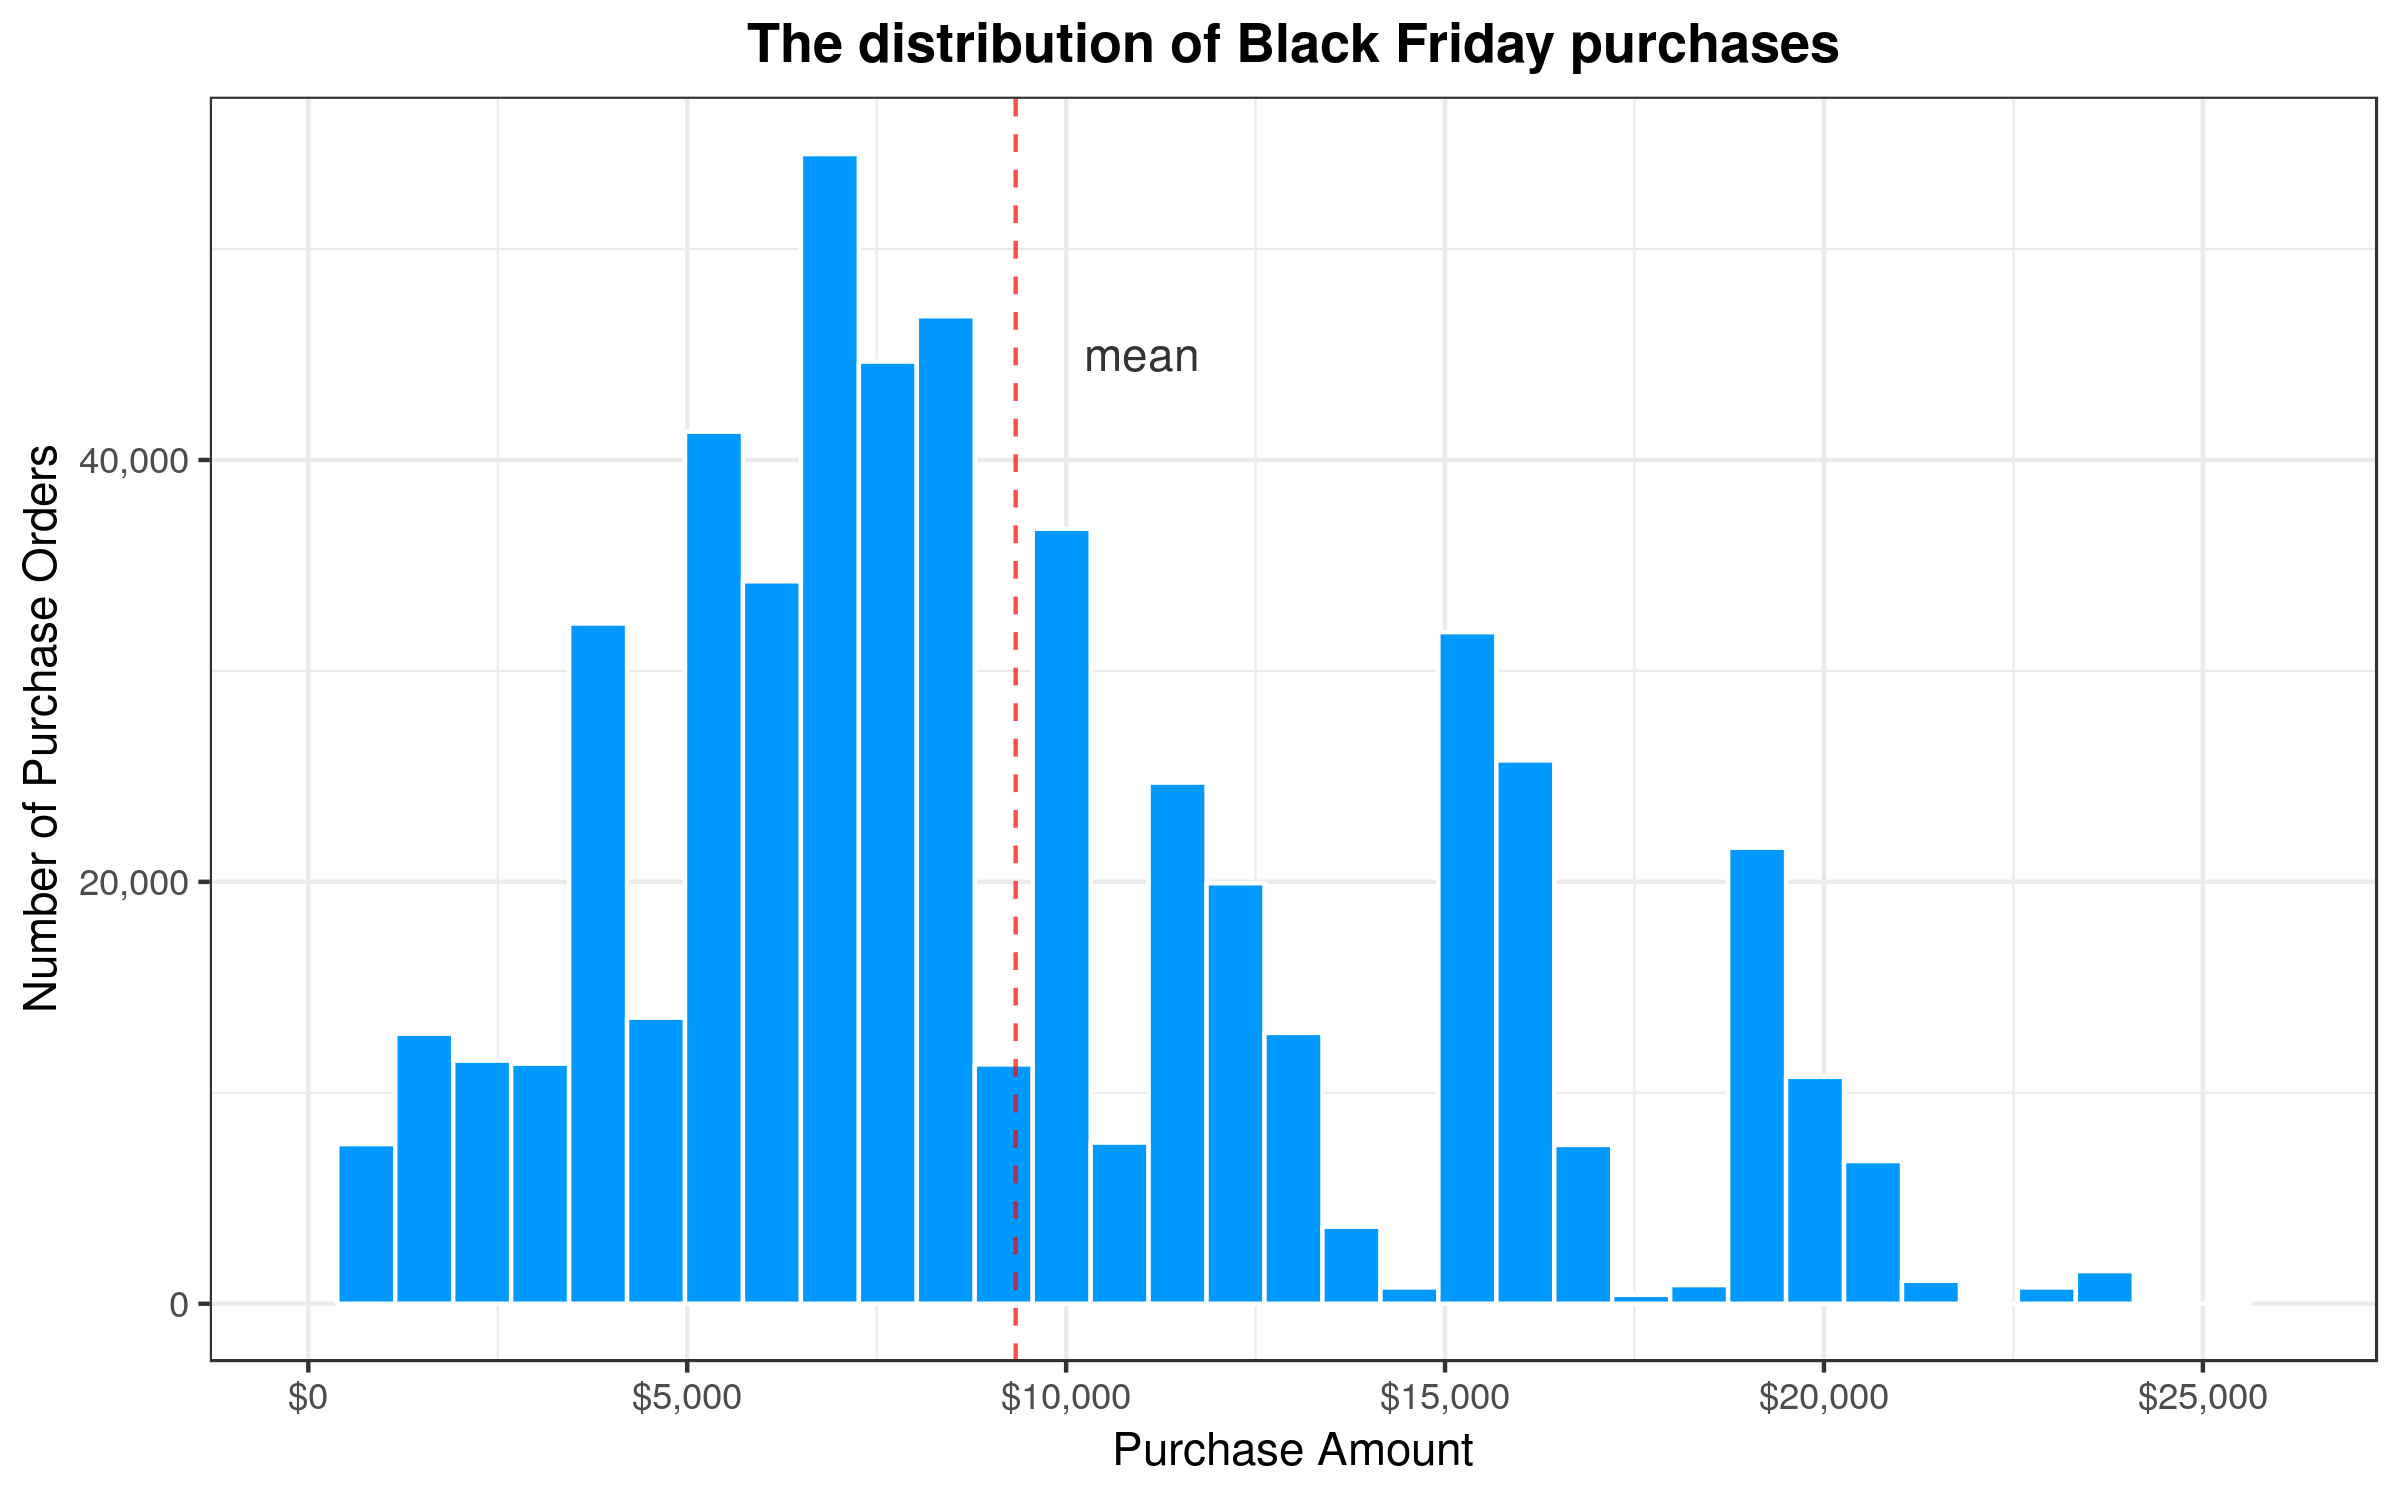 The distribution of Black Friday purchases
mean
Number of Purchase Orders
40,000
20,000
0
$0 $5,000 $10,000 $15,000 $20,000 $25,000
Purchase Amount